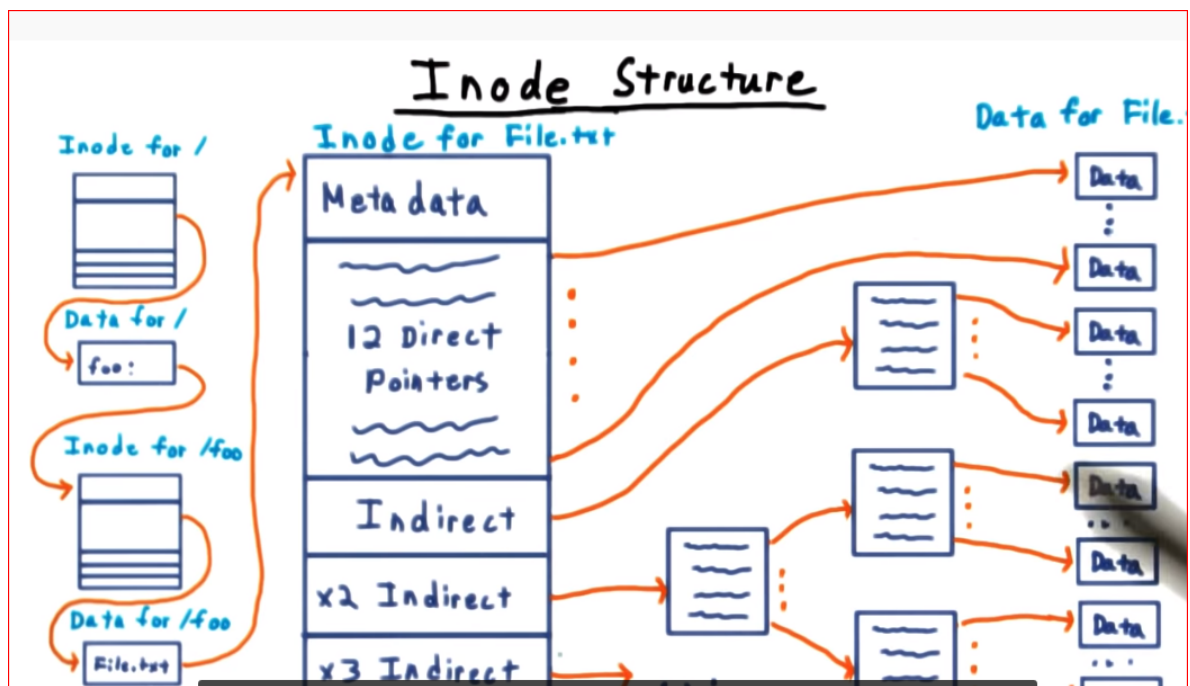 Inode Structure
Inode for /
Data for /
foo:
Inode for /foo
Data for /foo
File.txt
Inode for File.txt
Meta data
12 Direct
Pointers
Indirect
x2 Indirect
x3 Indirect
Data for File.
Data
Data
Data
Data
Data
Data
Data